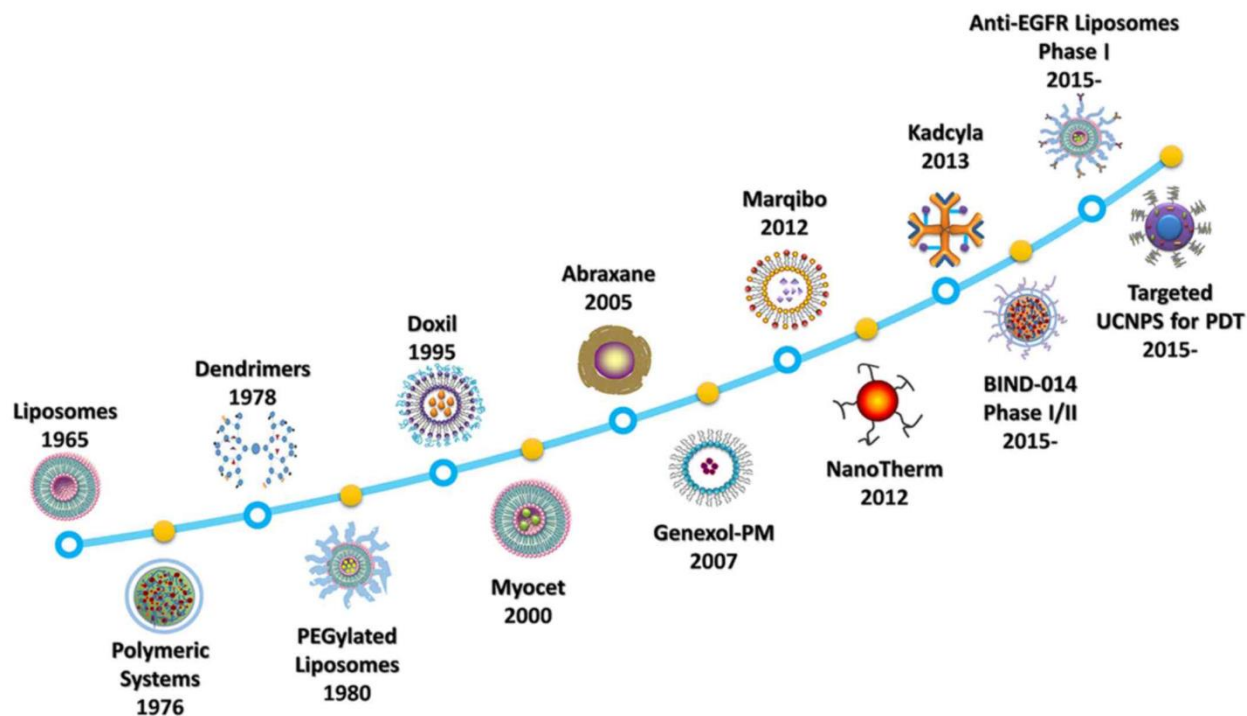 Liposomes
1965
Polymeric
Systems
1976
Dendrimers
1978
PEGylated
Liposomes
1980
Doxil
1995
Myocet
2000
Abraxane
2005
Genexol-PM
2007
Marqibo
2012
NanoTherm
2012
Kadcyla
2013
BIND-014
Phase I/II
2015-
Anti-EGFR Liposomes
Phase I
2015-
Targeted
UCNPS for PDT
2015-